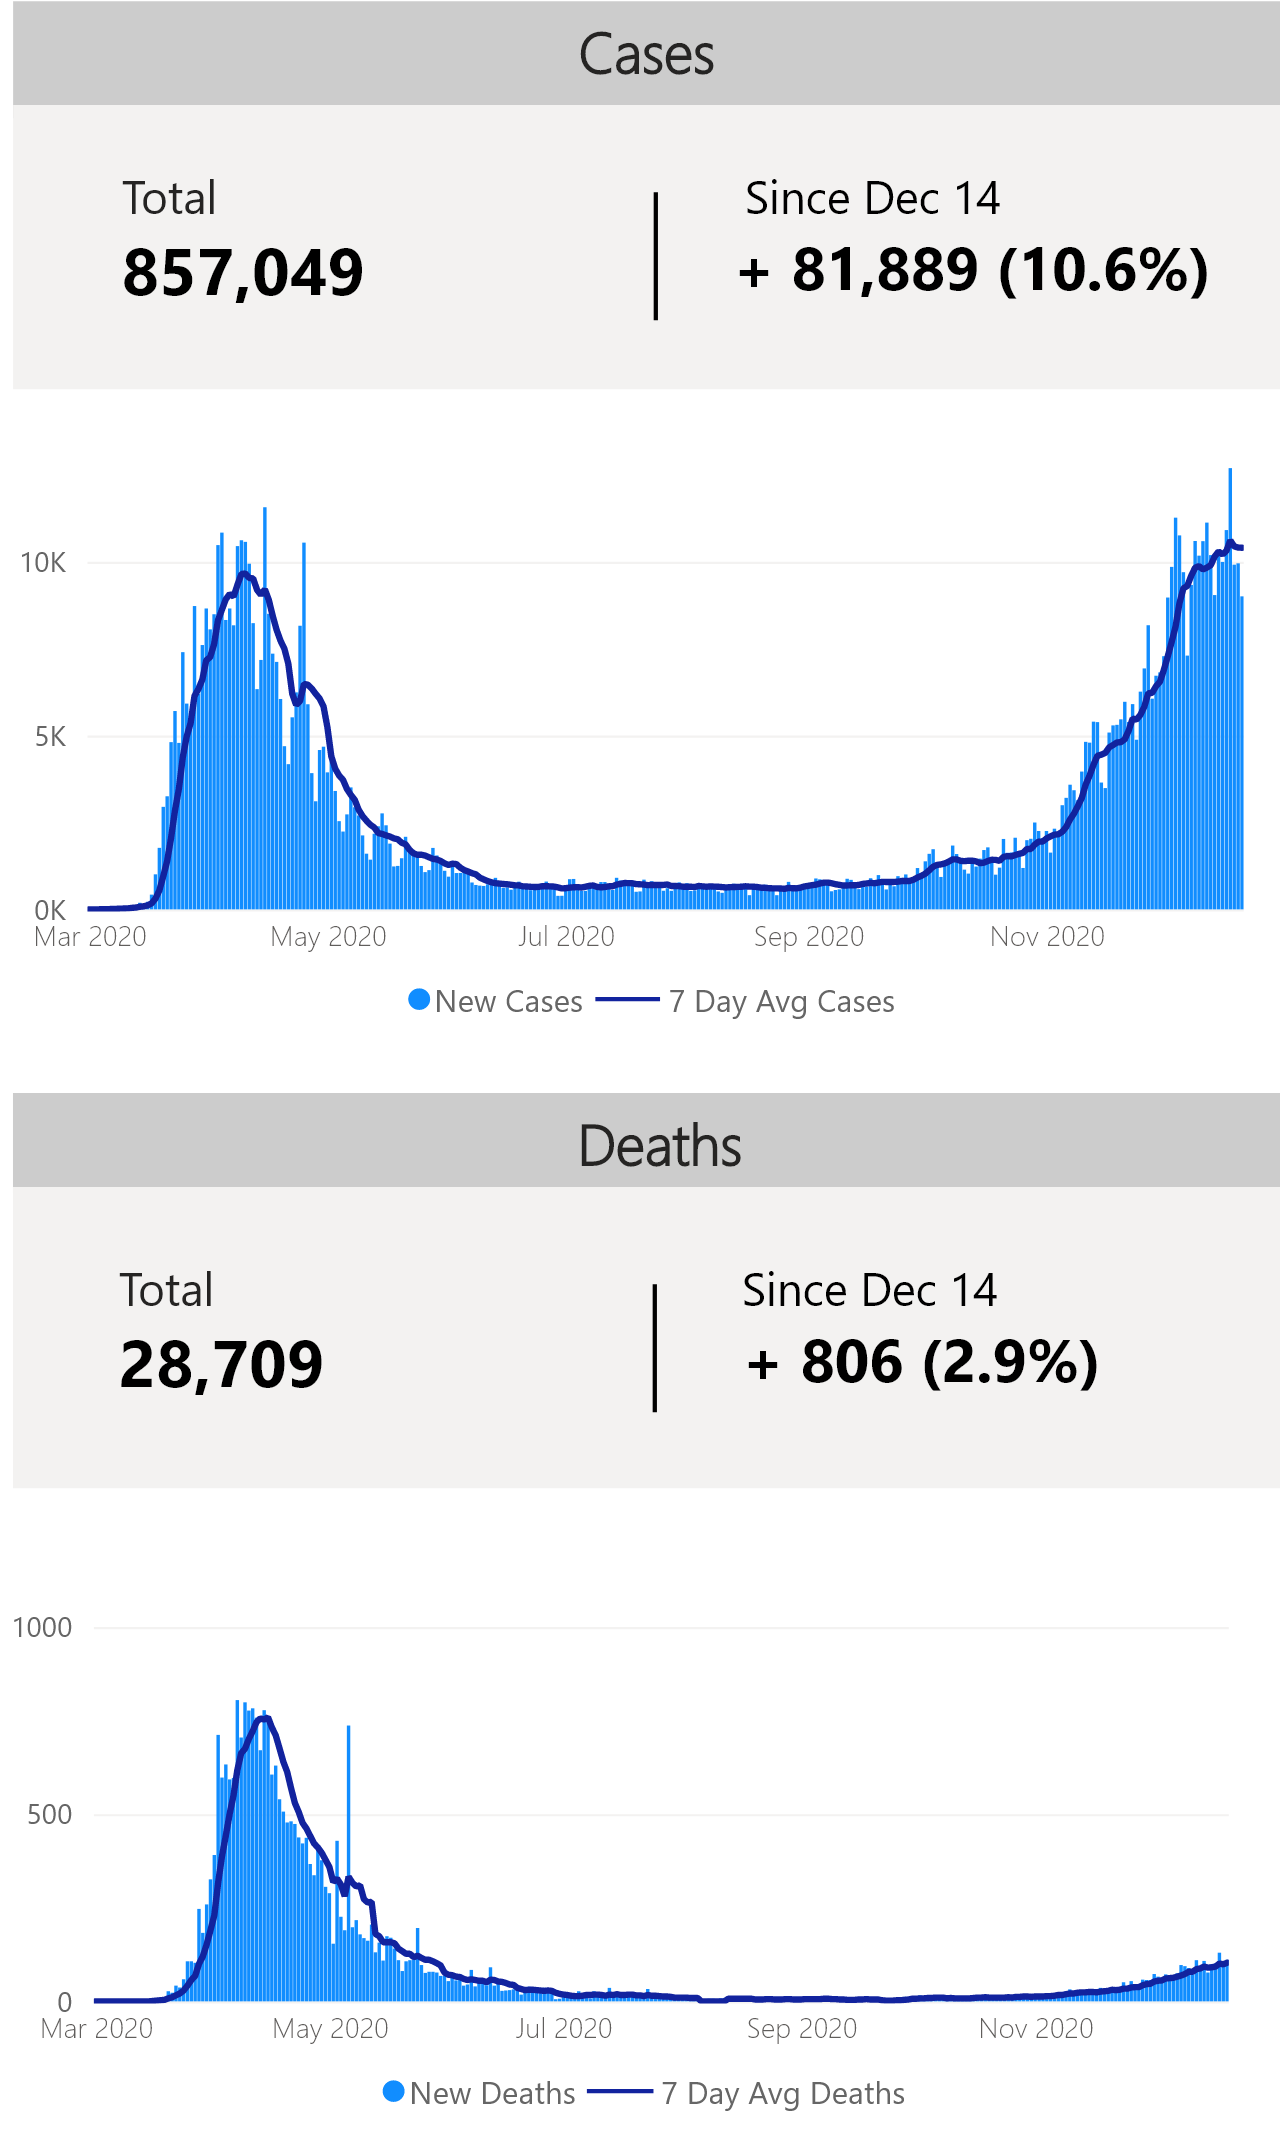 Cases
Total
Since Dec 14
857,049
+ 81,889 (10.6%)
10K
5K
0K
Mar 2020
May 2020
Jul 2020
Sep 2020
Nov 2020
New Cases
7 Day Avg Cases
Deaths
Total
Since Dec 14
28,709
+ 806 (2.9%)
1000
500
0
Mar 2020
May 2020
Jul 2020
Sep 2020
Nov 2020
New Deaths
7 Day Avg Deaths